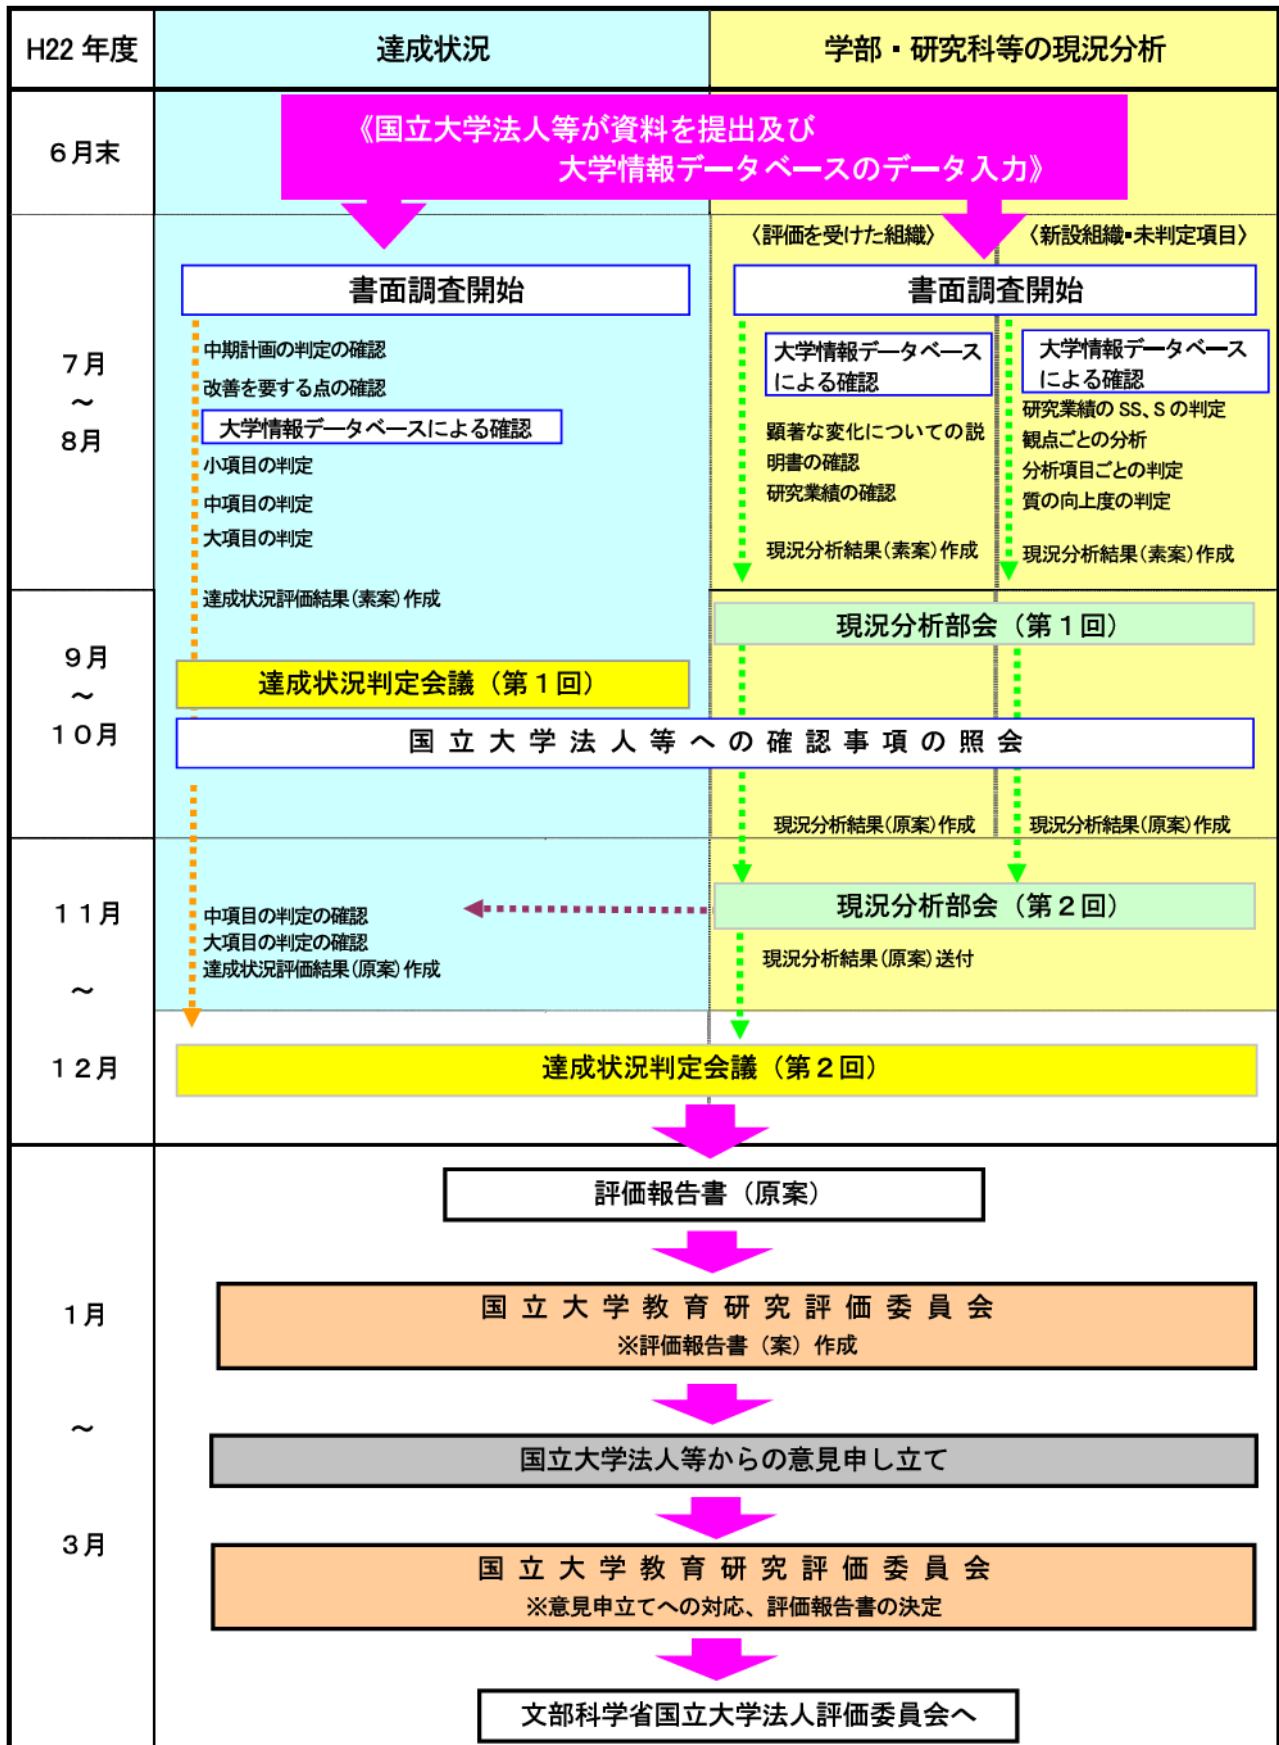 H22 年度
達成状況
学部・研究科等の現況分析
６月末
《国立大学法人等が資料を提出及び
大学情報データベースのデータ入力》
〈評価を受けた組織〉
〈新設組織・未判定項目〉
７月
～
８月
書面調査開始
中期計画の判定の確認
改善を要する点の確認
大学情報データベースによる確認
小項目の判定
中項目の判定
大項目の判定
達成状況評価結果（素案）作成
書面調査開始
大学情報データベース
による確認
顕著な変化についての説
明書の確認
研究業績の確認
現況分析結果（素案）作成
大学情報データベース
による確認
研究業績の SS、S の判定
観点ごとの分析
分析項目ごとの判定
質の向上度の判定
現況分析結果（素案）作成
９月
～
１０月
現況分析部会（第１回）
達成状況判定会議（第１回）
国立大学法人等への確認事項の照会
現況分析結果（原案）作成
現況分析結果（原案）作成
１１月
～
１２月
現況分析部会（第２回）
中項目の判定の確認
大項目の判定の確認
達成状況評価結果（原案）作成
現況分析結果（原案）送付
達成状況判定会議（第２回）
１月
～
３月
評価報告書（原案）
国立大学教育研究評価委員会
※評価報告書（案）作成
国立大学法人等からの意見申し立て
国立大学教育研究評価委員会
※意見申立てへの対応、評価報告書の決定
文部科学省国立大学法人評価委員会へ